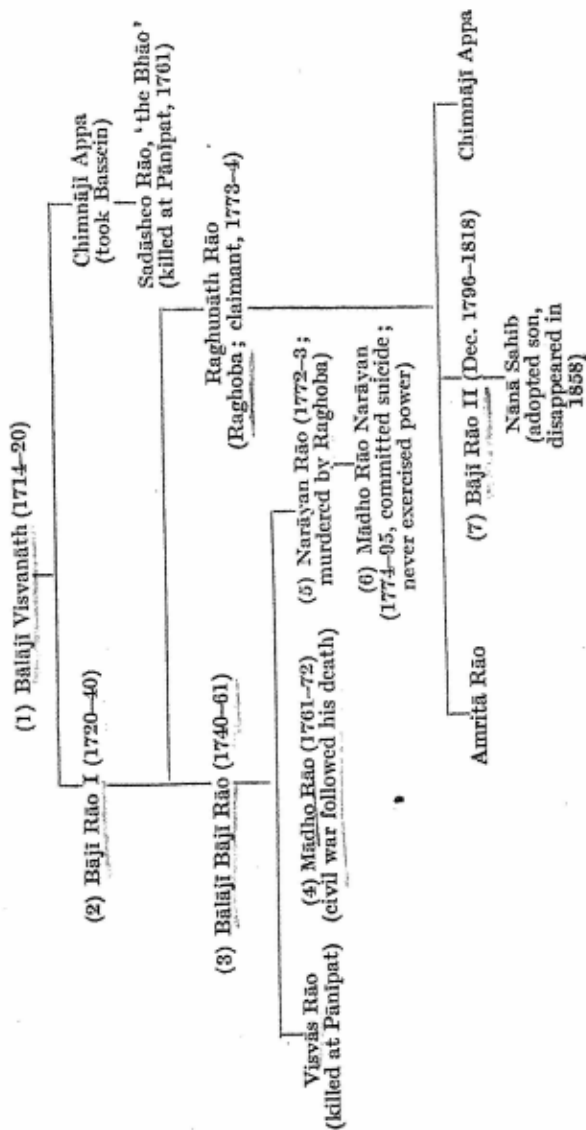 (1) Bālājī Visvanāth (1714–20)
(2) Bājī Rāo I (1720–40)
Chimnājī Appa
(took Bassein)
Sadāsheo Rāo, 'the Bhāo'
(killed at Pānīpat, 1761)
(3) Bālājī Bājī Rāo (1740–61)
Raghunāth Rāo
(Raghoba; claimant, 1773–4)
Visvās Rāo
(killed at Pānīpat)
(4) Mādho Rāo (1761–72)
(civil war followed his death)
(5) Narāyan Rāo (1772–3;
murdered by Raghoba)
(6) Mādho Rāo Narāyan
(1774–95, committed suicide;
never exercised power)
Amritā Rāo
(7) Bājī Rāo II (Dec. 1796–1818)
Nānā Sahib
(adopted son,
disappeared in
1858)
Chimnājī Appa